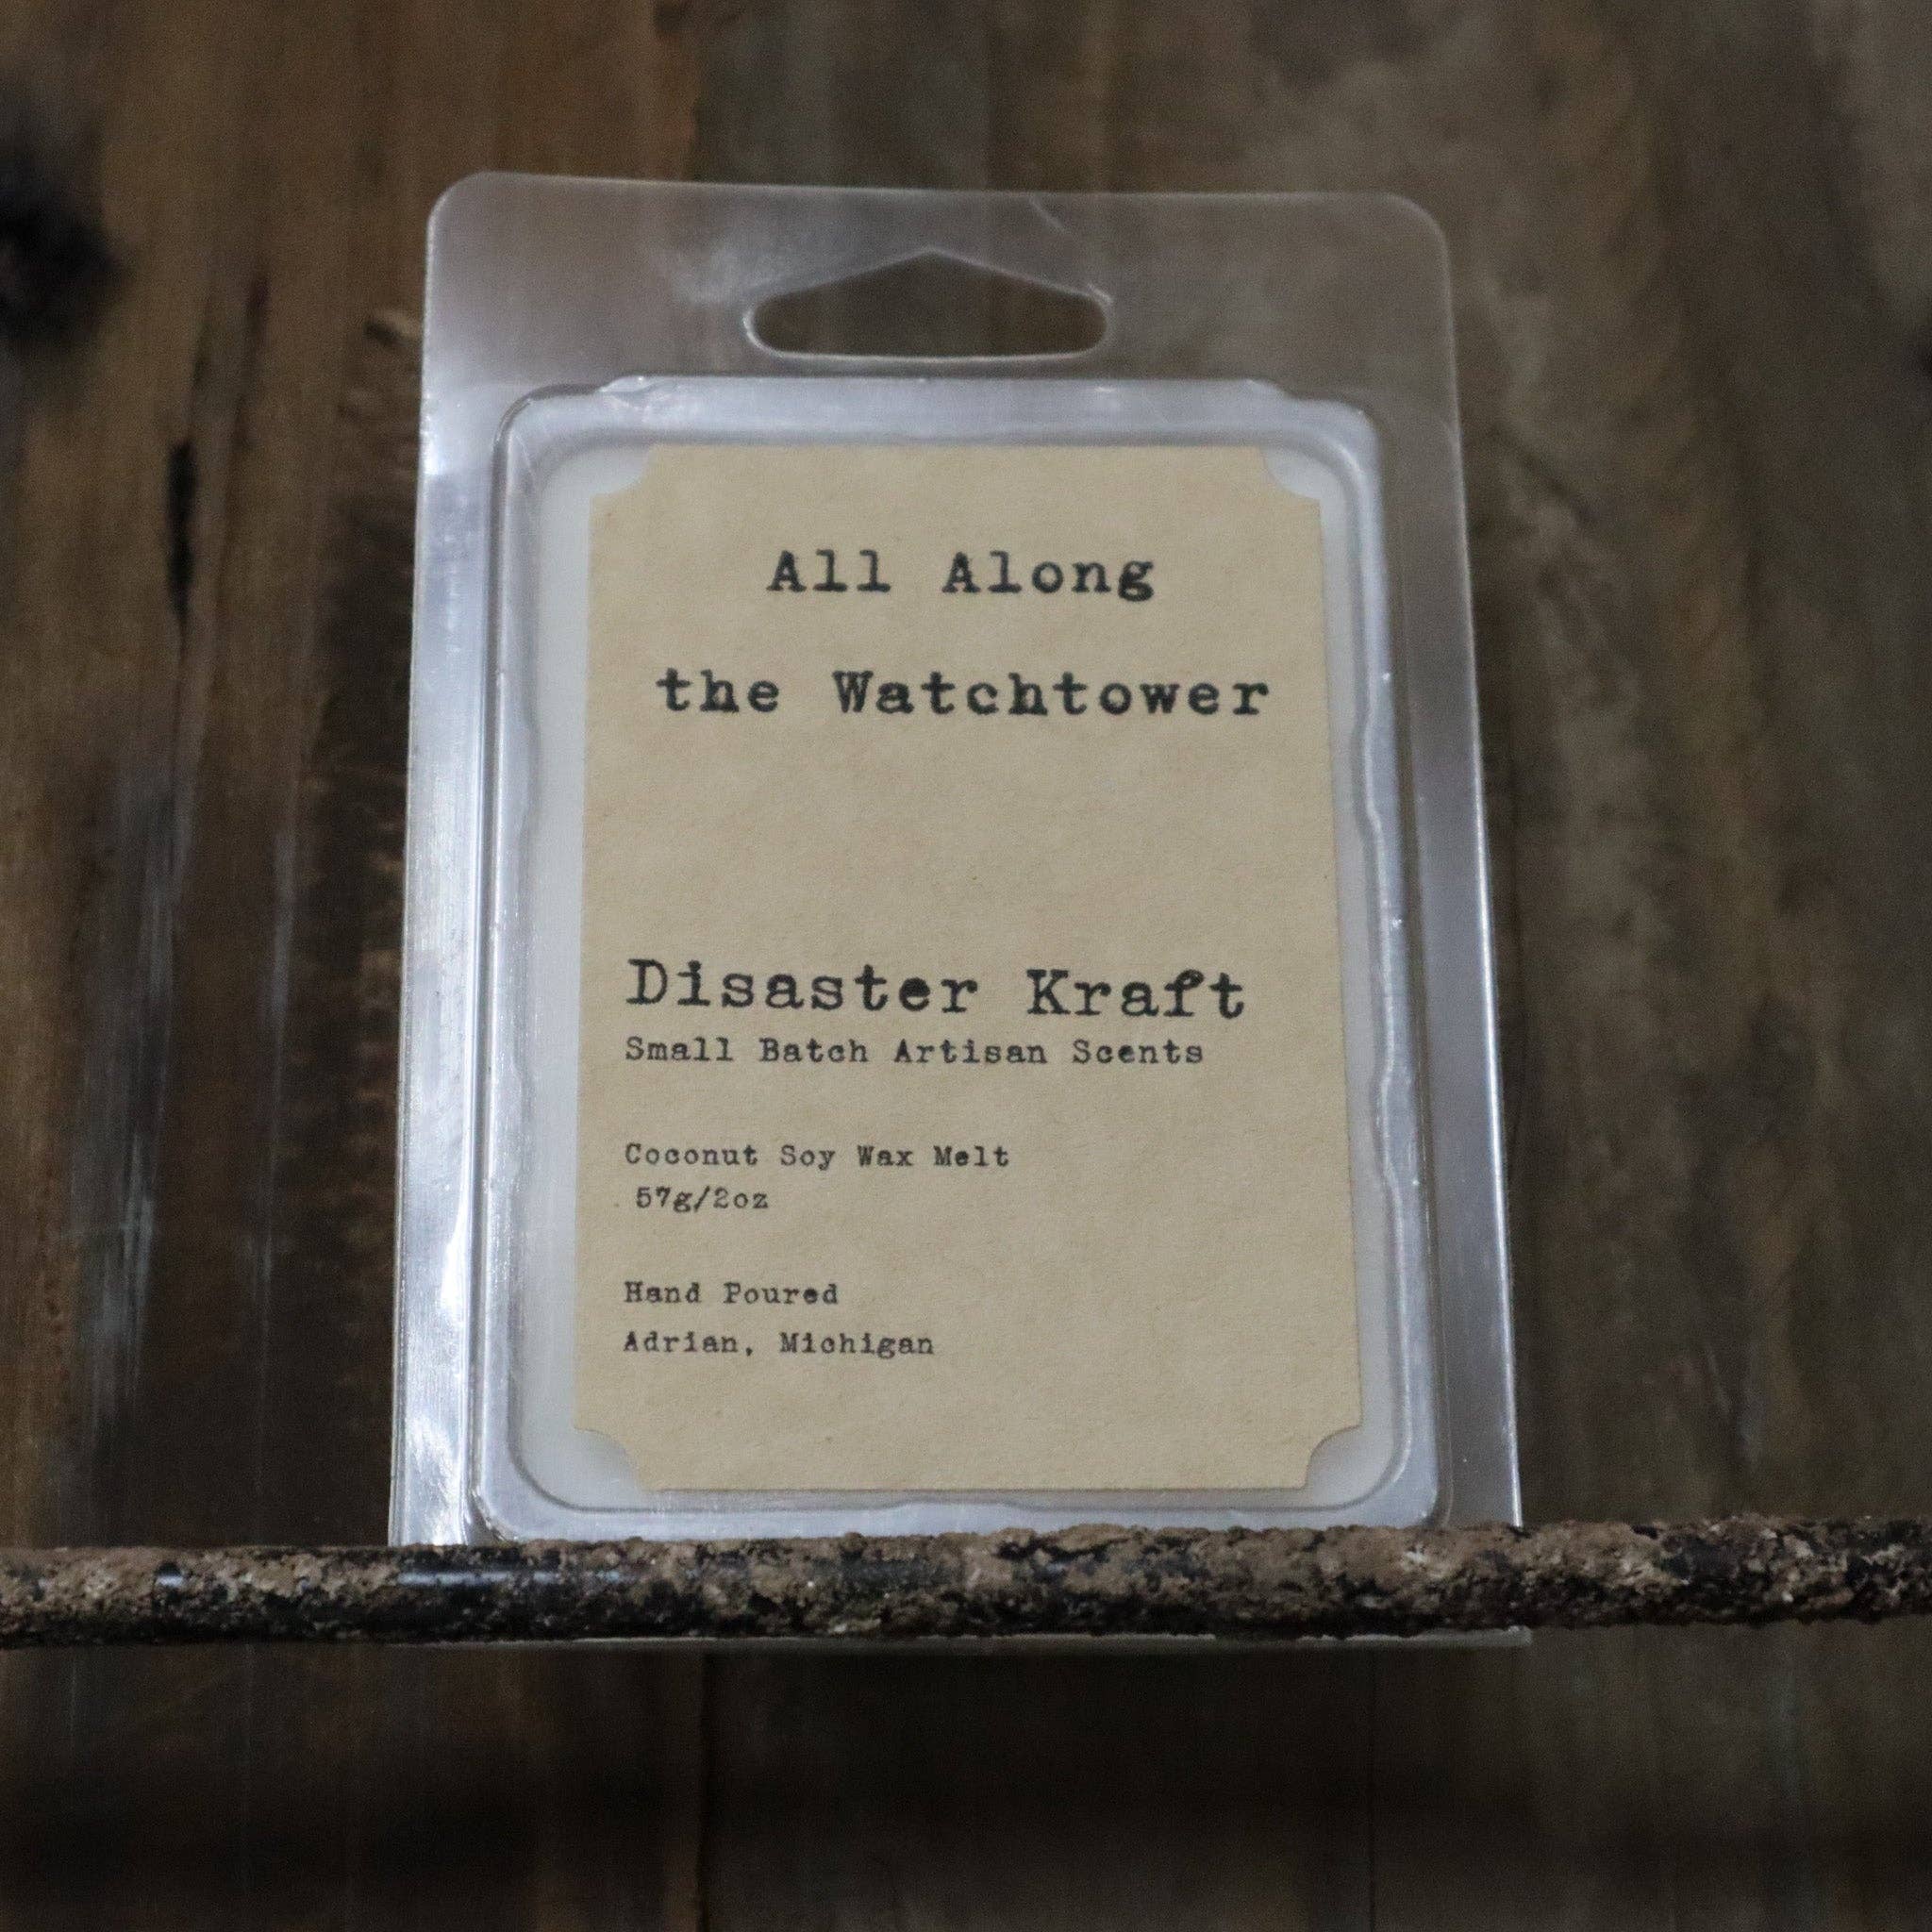 All Along
the Watchtower
Disaster Kraft
Small Batch Artisan Scents
Coconut Soy Wax Melt
57g/2oz
Hand Poured
Adrian, Michigan